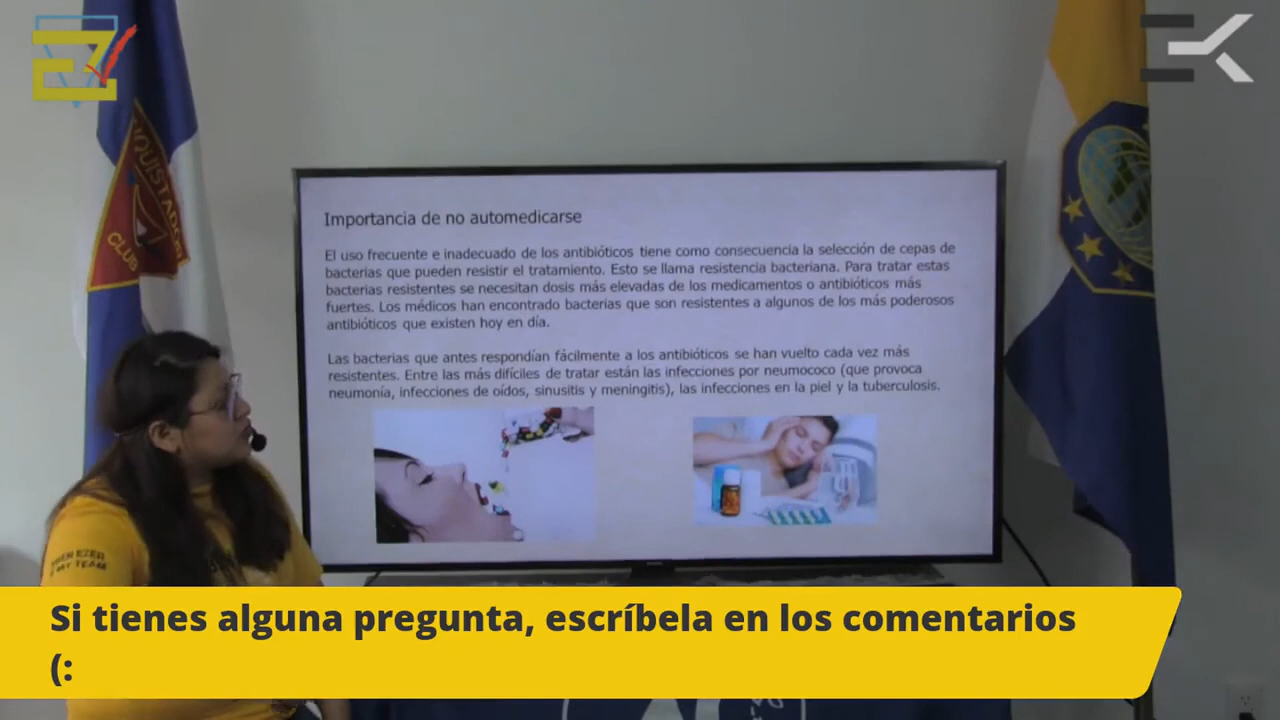 CONQUISTADOR
CLUB
Importancia de no automedicarse
El uso frecuente e inadecuado de los antibióticos tiene como consecuencia la selección de cepas de
bacterias que pueden resistir el tratamiento. Esto se llama resistencia bacteriana. Para tratar estas
bacterias resistentes se necesitan dosis más elevadas de los medicamentos o antibióticos más
fuertes. Los médicos han encontrado bacterias que son resistentes a algunos de los más poderosos
antibióticos que existen hoy en día.
Las bacterias que antes respondían fácilmente a los antibióticos se han vuelto cada vez más
resistentes. Entre las más difíciles de tratar están las infecciones por neumococo (que provoca
neumonía, infecciones de oídos, sinusitis y meningitis), las infecciones en la piel y la tuberculosis.
EBEN EZER
MY TEAM
Si tienes alguna pregunta, escríbela en los comentarios
(: